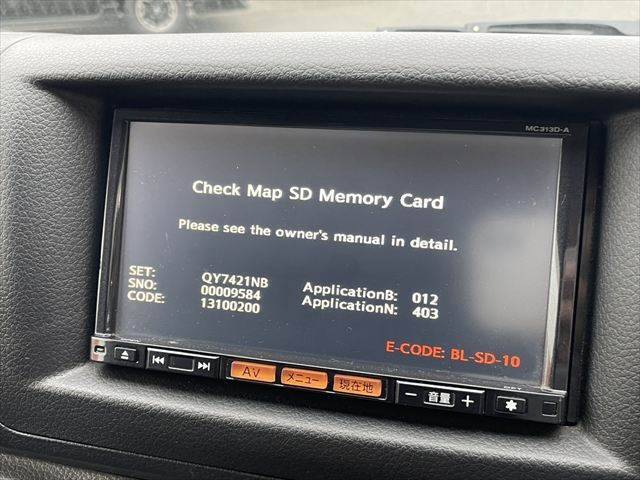 MC313D-A
Check Map SD Memory Card
Please see the owner's manual in detail.
SET: QY7421NB
SNO: 00009584
CODE: 13100200
ApplicationB: 012
ApplicationN: 403
E-CODE: BL-SD-10
AV
メニュー
現在地
− 音量 +